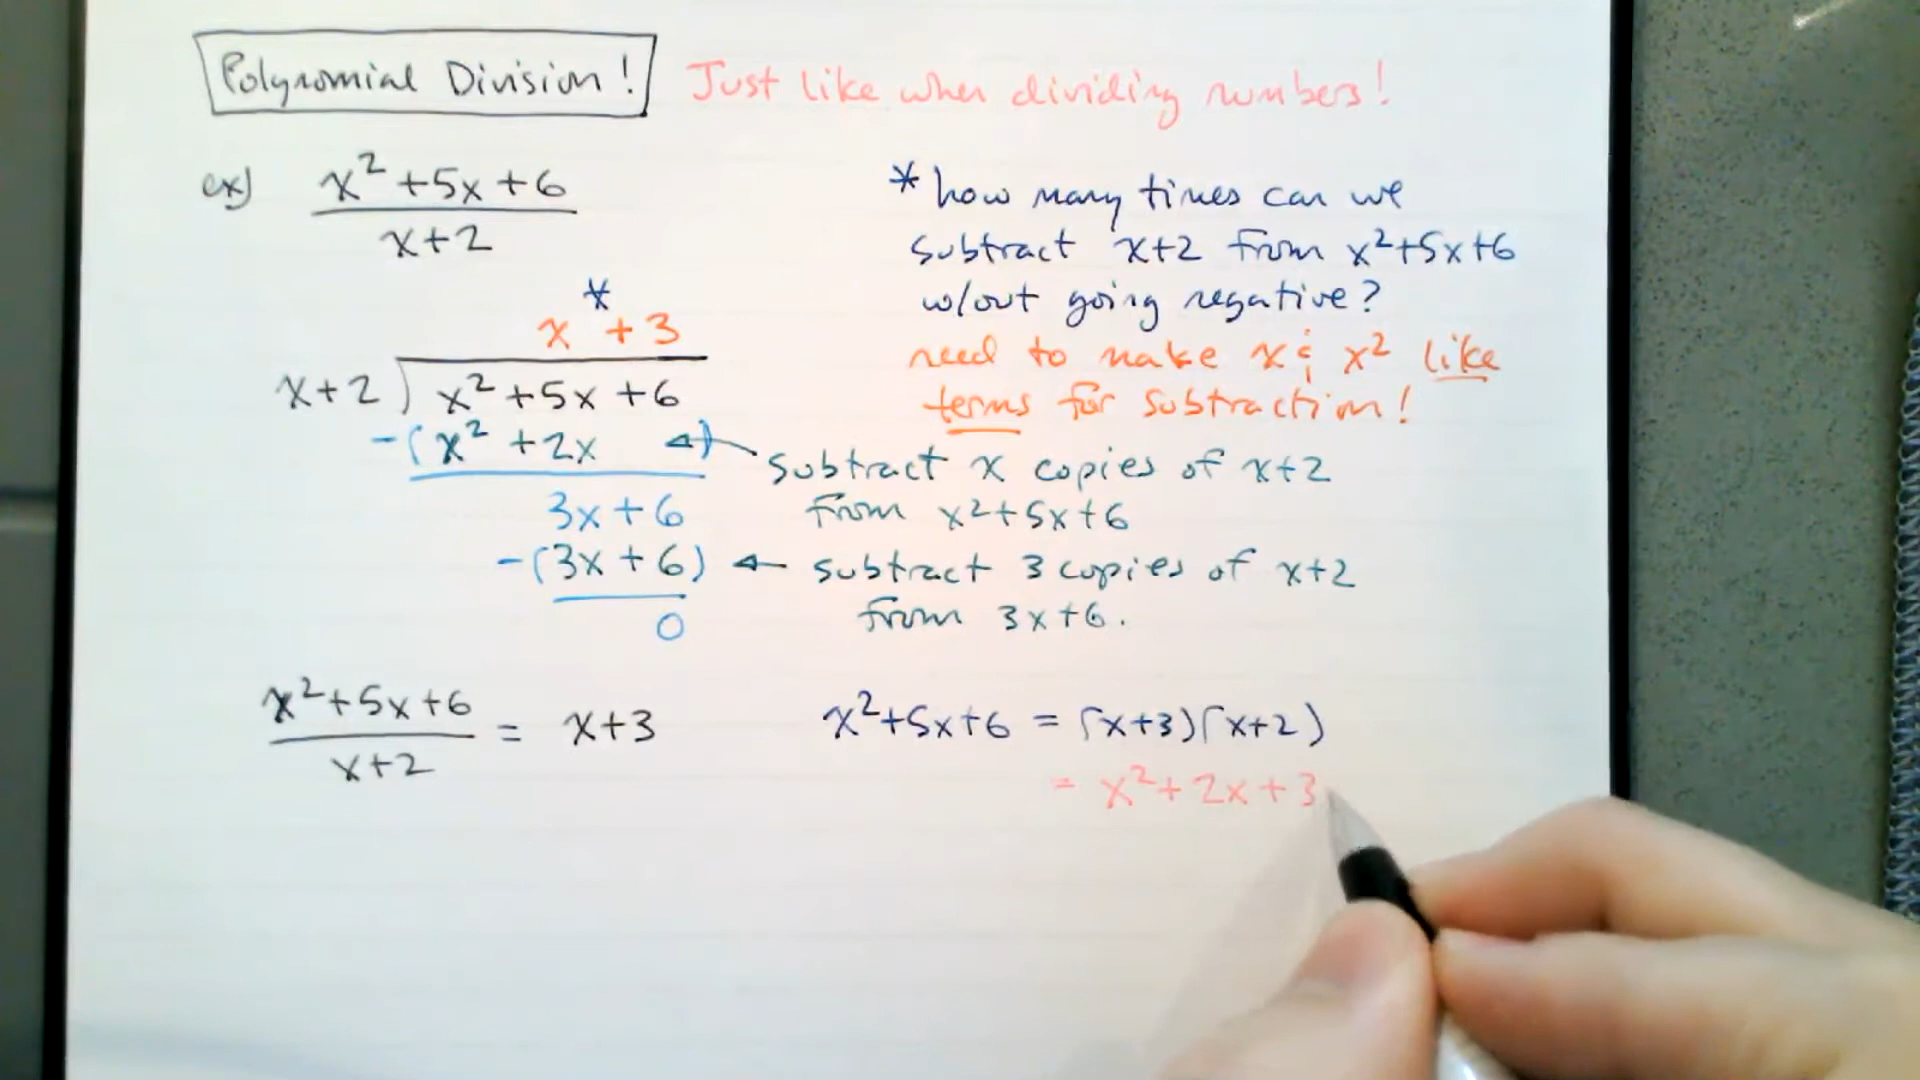 Polynomial Division! Just like when dividing numbers!
ex) x²+5x+6
x+2
*
x +3
x+2 ) x²+5x+6
-(x²+2x )
3x+6
-(3x+6)
0
* how many times can we
subtract x+2 from x²+5x+6
w/out going negative?
need to make x & x² like
terms for subtraction!
← subtract x copies of x+2
from x²+5x+6
← subtract 3 copies of x+2
from 3x+6.
x²+5x+6
x+2
= x+3
x²+5x+6 = (x+3)(x+2)
= x²+2x+3